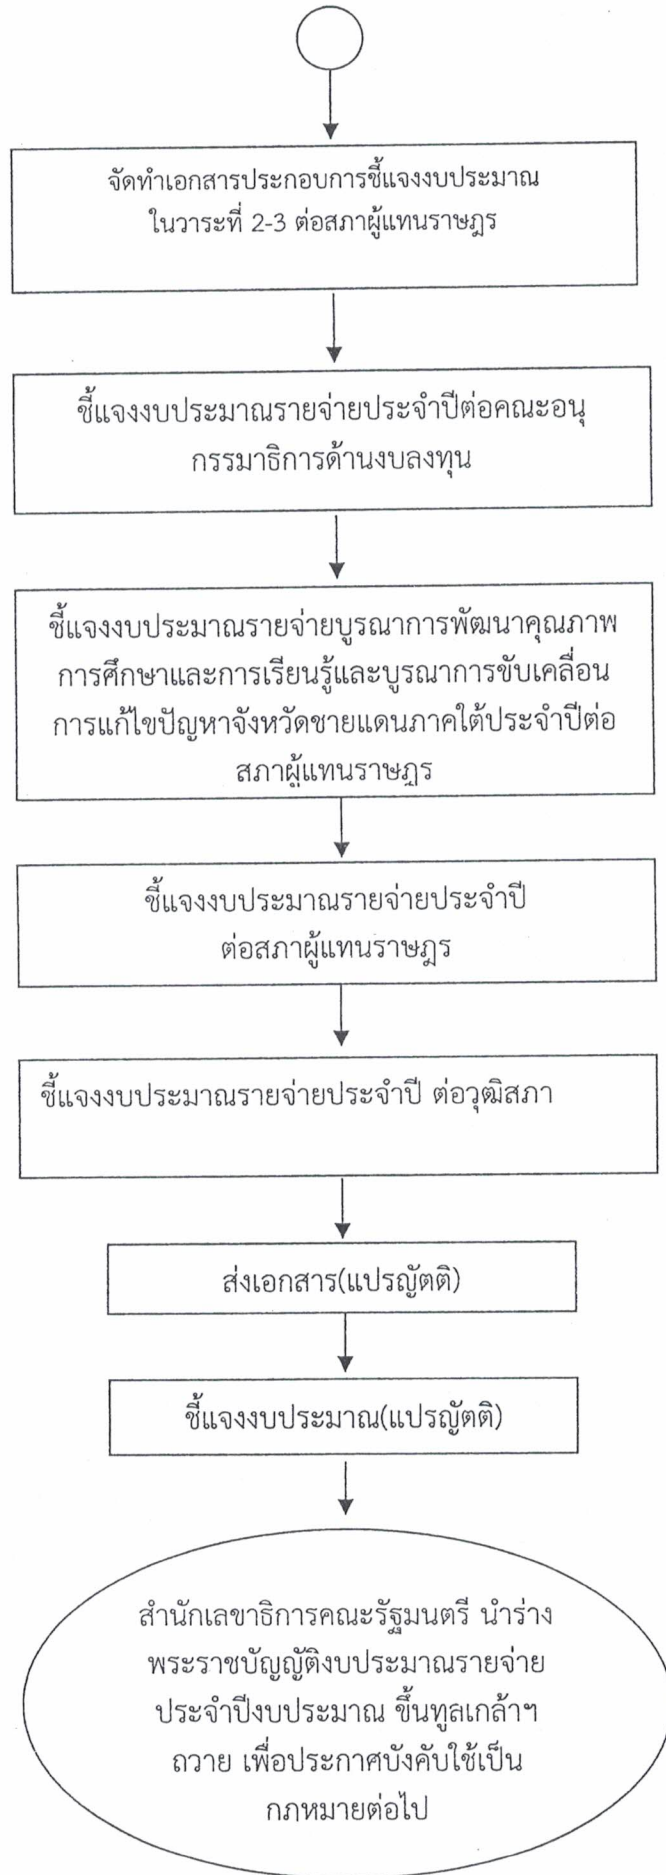 จัดทำเอกสารประกอบการชี้แจงงบประมาณ
ในวาระที่ 2-3 ต่อสภาผู้แทนราษฎร
ชี้แจงงบประมาณรายจ่ายประจำปีต่อคณะอนุ
กรรมาธิการด้านงบลงทุน
ชี้แจงงบประมาณรายจ่ายบูรณาการพัฒนาคุณภาพ
การศึกษาและการเรียนรู้และบูรณาการขับเคลื่อน
การแก้ไขปัญหาจังหวัดชายแดนภาคใต้ประจำปีต่อ
สภาผู้แทนราษฎร
ชี้แจงงบประมาณรายจ่ายประจำปี
ต่อสภาผู้แทนราษฎร
ชี้แจงงบประมาณรายจ่ายประจำปี ต่อวุฒิสภา
ส่งเอกสาร(แปรญัตติ)
ชี้แจงงบประมาณ(แปรญัตติ)
สำนักเลขาธิการคณะรัฐมนตรี นำร่าง
พระราชบัญญัติงบประมาณรายจ่าย
ประจำปีงบประมาณ ขึ้นทูลเกล้าฯ
ถวาย เพื่อประกาศบังคับใช้เป็น
กฎหมายต่อไป